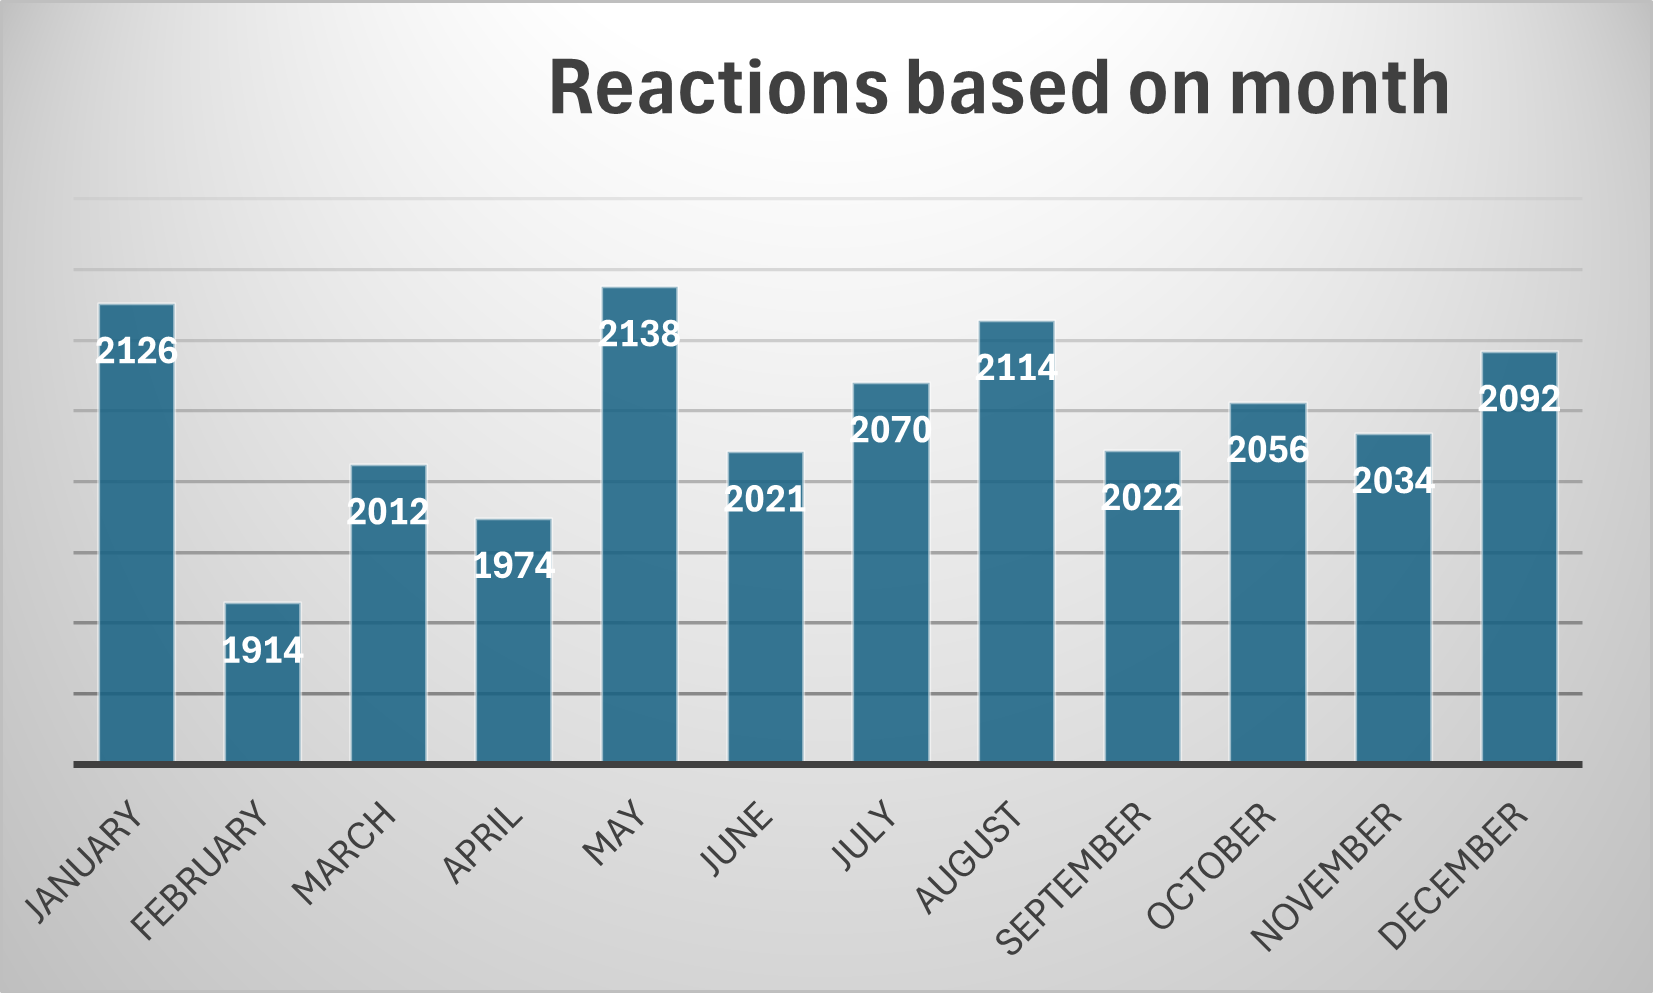 Reactions based on month
2126
1914
2012
1974
2138
2021
2070
2114
2022
2056
2034
2092
JANUARY
FEBRUARY
MARCH
APRIL
MAY
JUNE
JULY
AUGUST
SEPTEMBER
OCTOBER
NOVEMBER
DECEMBER